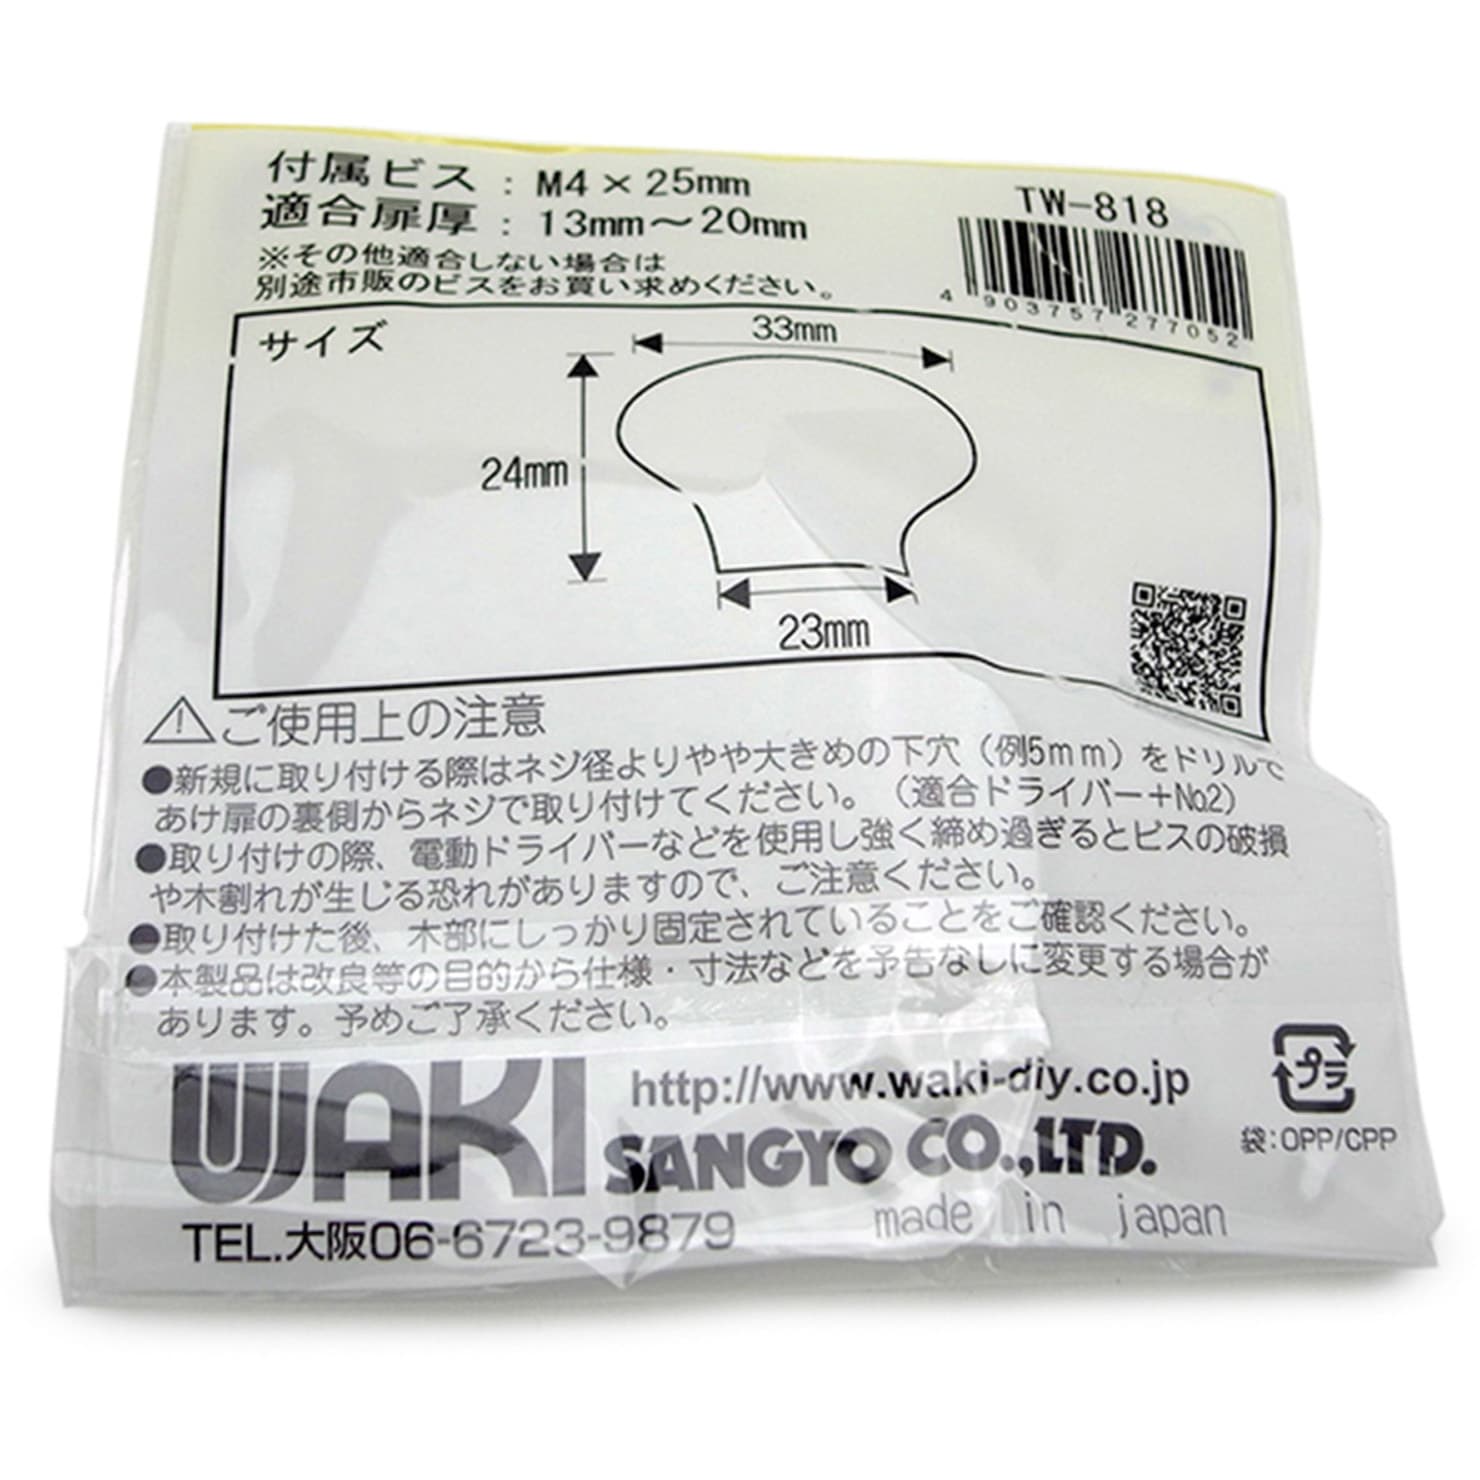 付属ビス : M4×25mm
適合扉厚 : 13mm～20mm
※その他適合しない場合は
別途市販のビスをお買い求めください。
TW-818
4 903757 277052
サイズ
33mm
24mm
23mm
ご使用上の注意
●新規に取り付ける際はネジ径よりやや大きめの下穴（例5mm）をドリルで
あけ扉の裏側からネジで取り付けてください。（適合ドライバー+No.2）
●取り付けの際、電動ドライバーなどを使用し強く締め過ぎるとビスの破損
や木割れが生じる恐れがありますので、ご注意ください。
●取り付けた後、木部にしっかり固定されていることをご確認ください。
●本製品は改良等の目的から仕様・寸法などを予告なしに変更する場合が
あります。予めご了承ください。
WAKI
http://www.waki-diy.co.jp
SANGYO CO.,LTD.
プラ
袋:OPP/CPP
TEL.大阪06-6723-9879
made in japan